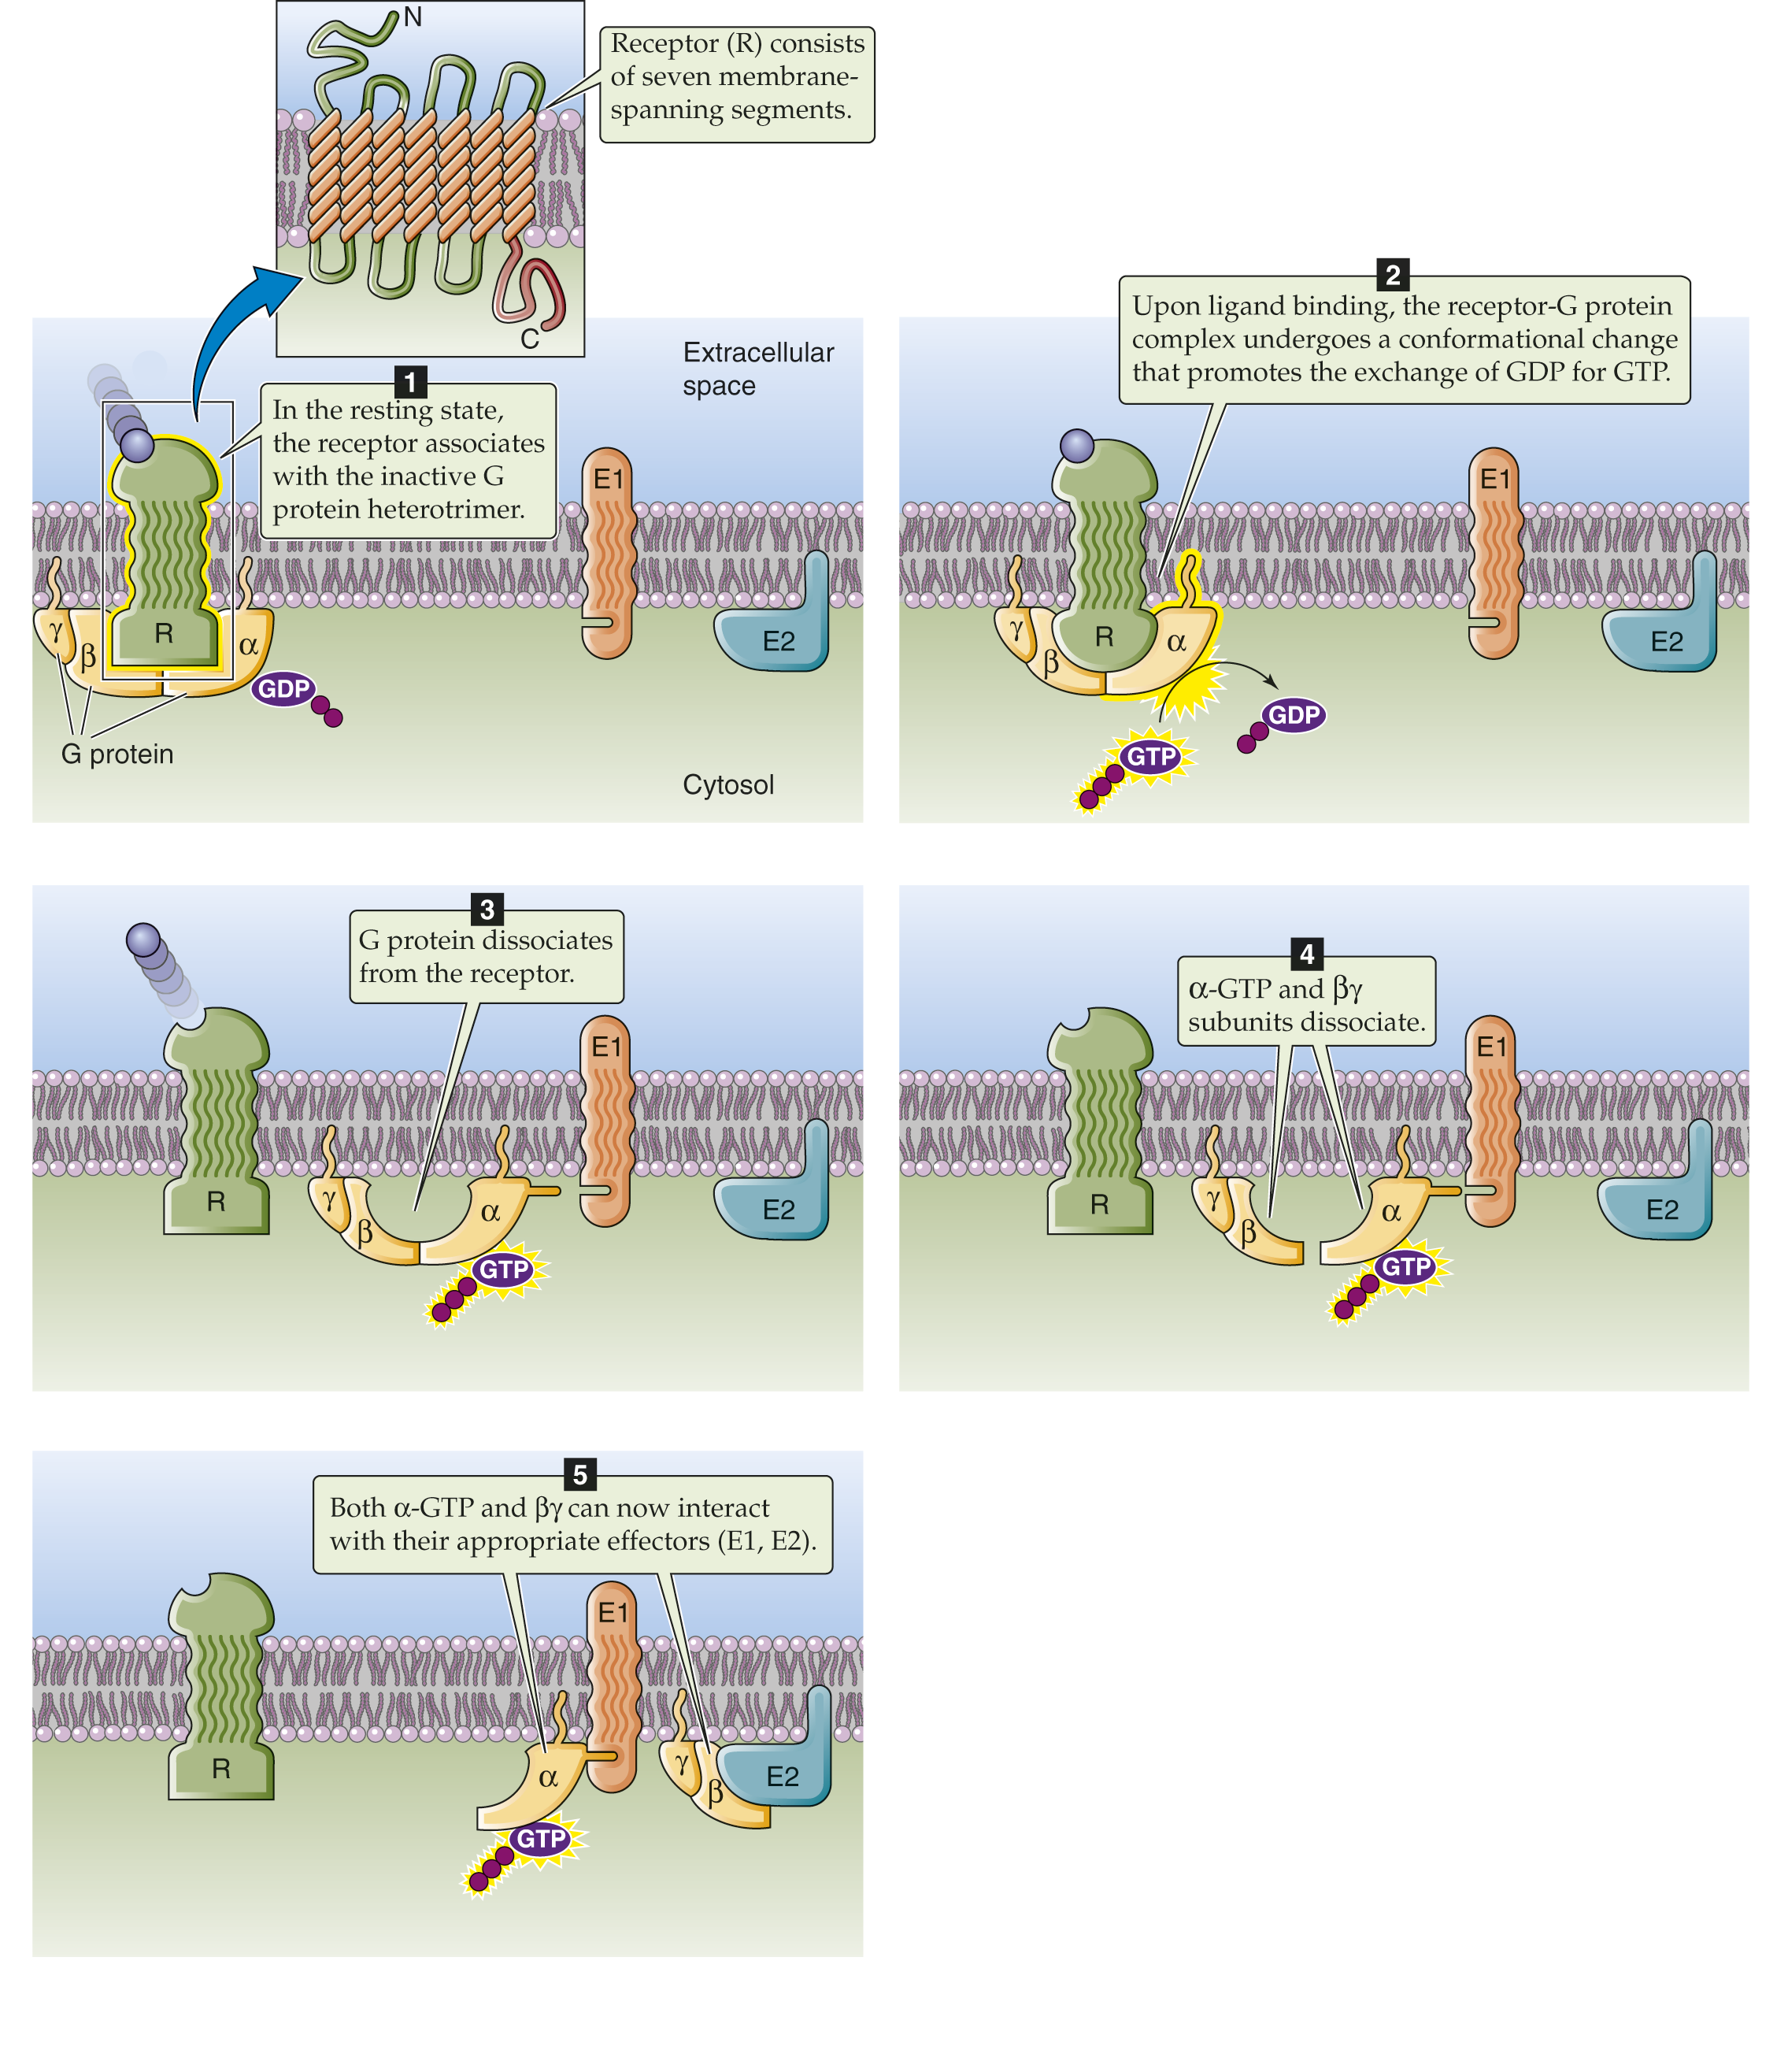 N
Receptor (R) consists
of seven membrane-
spanning segments.
C
Extracellular
space
1
In the resting state,
the receptor associates
with the inactive G
protein heterotrimer.
E1
γ
β
R
α
E2
GDP
G protein
Cytosol
2
Upon ligand binding, the receptor-G protein
complex undergoes a conformational change
that promotes the exchange of GDP for GTP.
E1
γ
β
R
α
E2
GDP
GTP
3
G protein dissociates
from the receptor.
E1
R
γ
β
α
E2
GTP
4
α-GTP and βγ
subunits dissociate.
E1
R
γ
β
α
E2
GTP
5
Both α-GTP and βγ can now interact
with their appropriate effectors (E1, E2).
E1
R
α
γ
β
E2
GTP